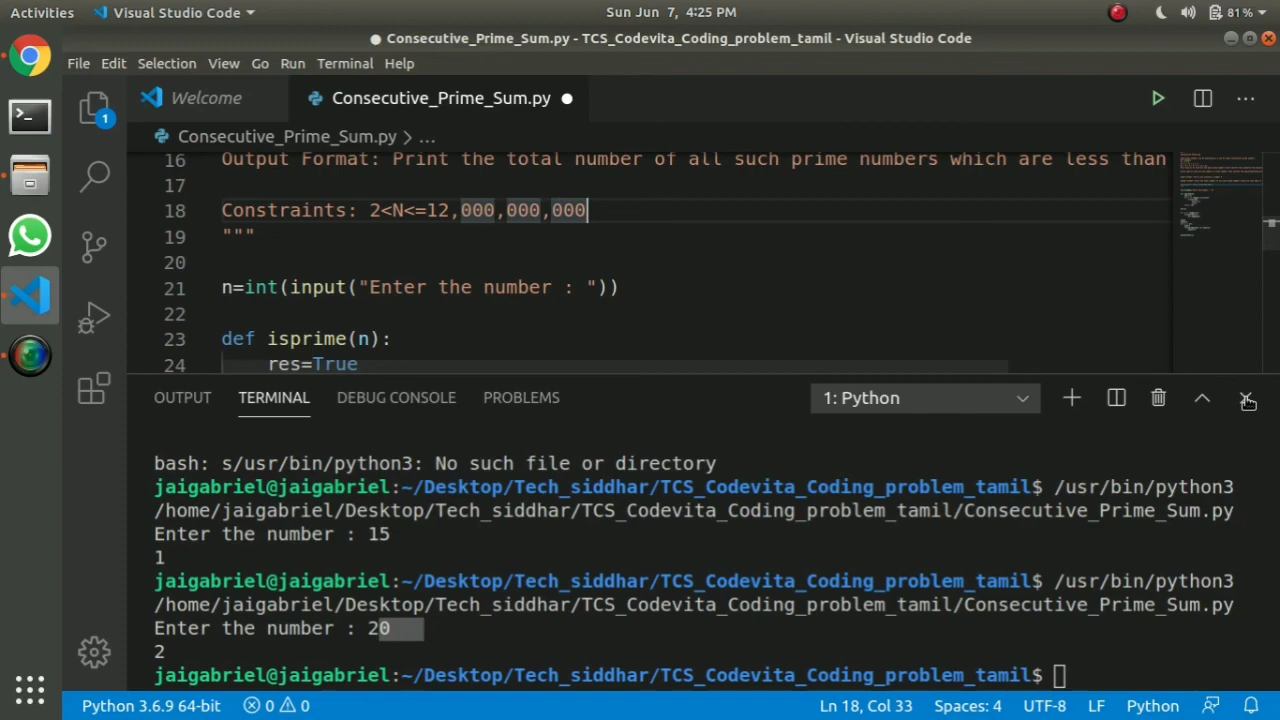 Activities
Visual Studio Code
Sun Jun 7, 4:25 PM
81%
● Consecutive_Prime_Sum.py - TCS_Codevita_Coding_problem_tamil - Visual Studio Code
File Edit Selection View Go Run Terminal Help
1
Welcome
Consecutive_Prime_Sum.py ●
Consecutive_Prime_Sum.py > ...
16 Output Format: Print the total number of all such prime numbers which are less than
17
18 Constraints: 2<N<=12,000,000,000
19 """
20
21 n=int(input("Enter the number : "))
22
23 def isprime(n):
24 res=True
OUTPUT TERMINAL DEBUG CONSOLE PROBLEMS
1: Python
bash: s/usr/bin/python3: No such file or directory
jaigabriel@jaigabriel:~/Desktop/Tech_siddhar/TCS_Codevita_Coding_problem_tamil$ /usr/bin/python3
/home/jaigabriel/Desktop/Tech_siddhar/TCS_Codevita_Coding_problem_tamil/Consecutive_Prime_Sum.py
Enter the number : 15
1
jaigabriel@jaigabriel:~/Desktop/Tech_siddhar/TCS_Codevita_Coding_problem_tamil$ /usr/bin/python3
/home/jaigabriel/Desktop/Tech_siddhar/TCS_Codevita_Coding_problem_tamil/Consecutive_Prime_Sum.py
Enter the number : 20
2
jaigabriel@jaigabriel:~/Desktop/Tech_siddhar/TCS_Codevita_Coding_problem_tamil$
Python 3.6.9 64-bit
0 0
Ln 18, Col 33
Spaces: 4
UTF-8
LF
Python